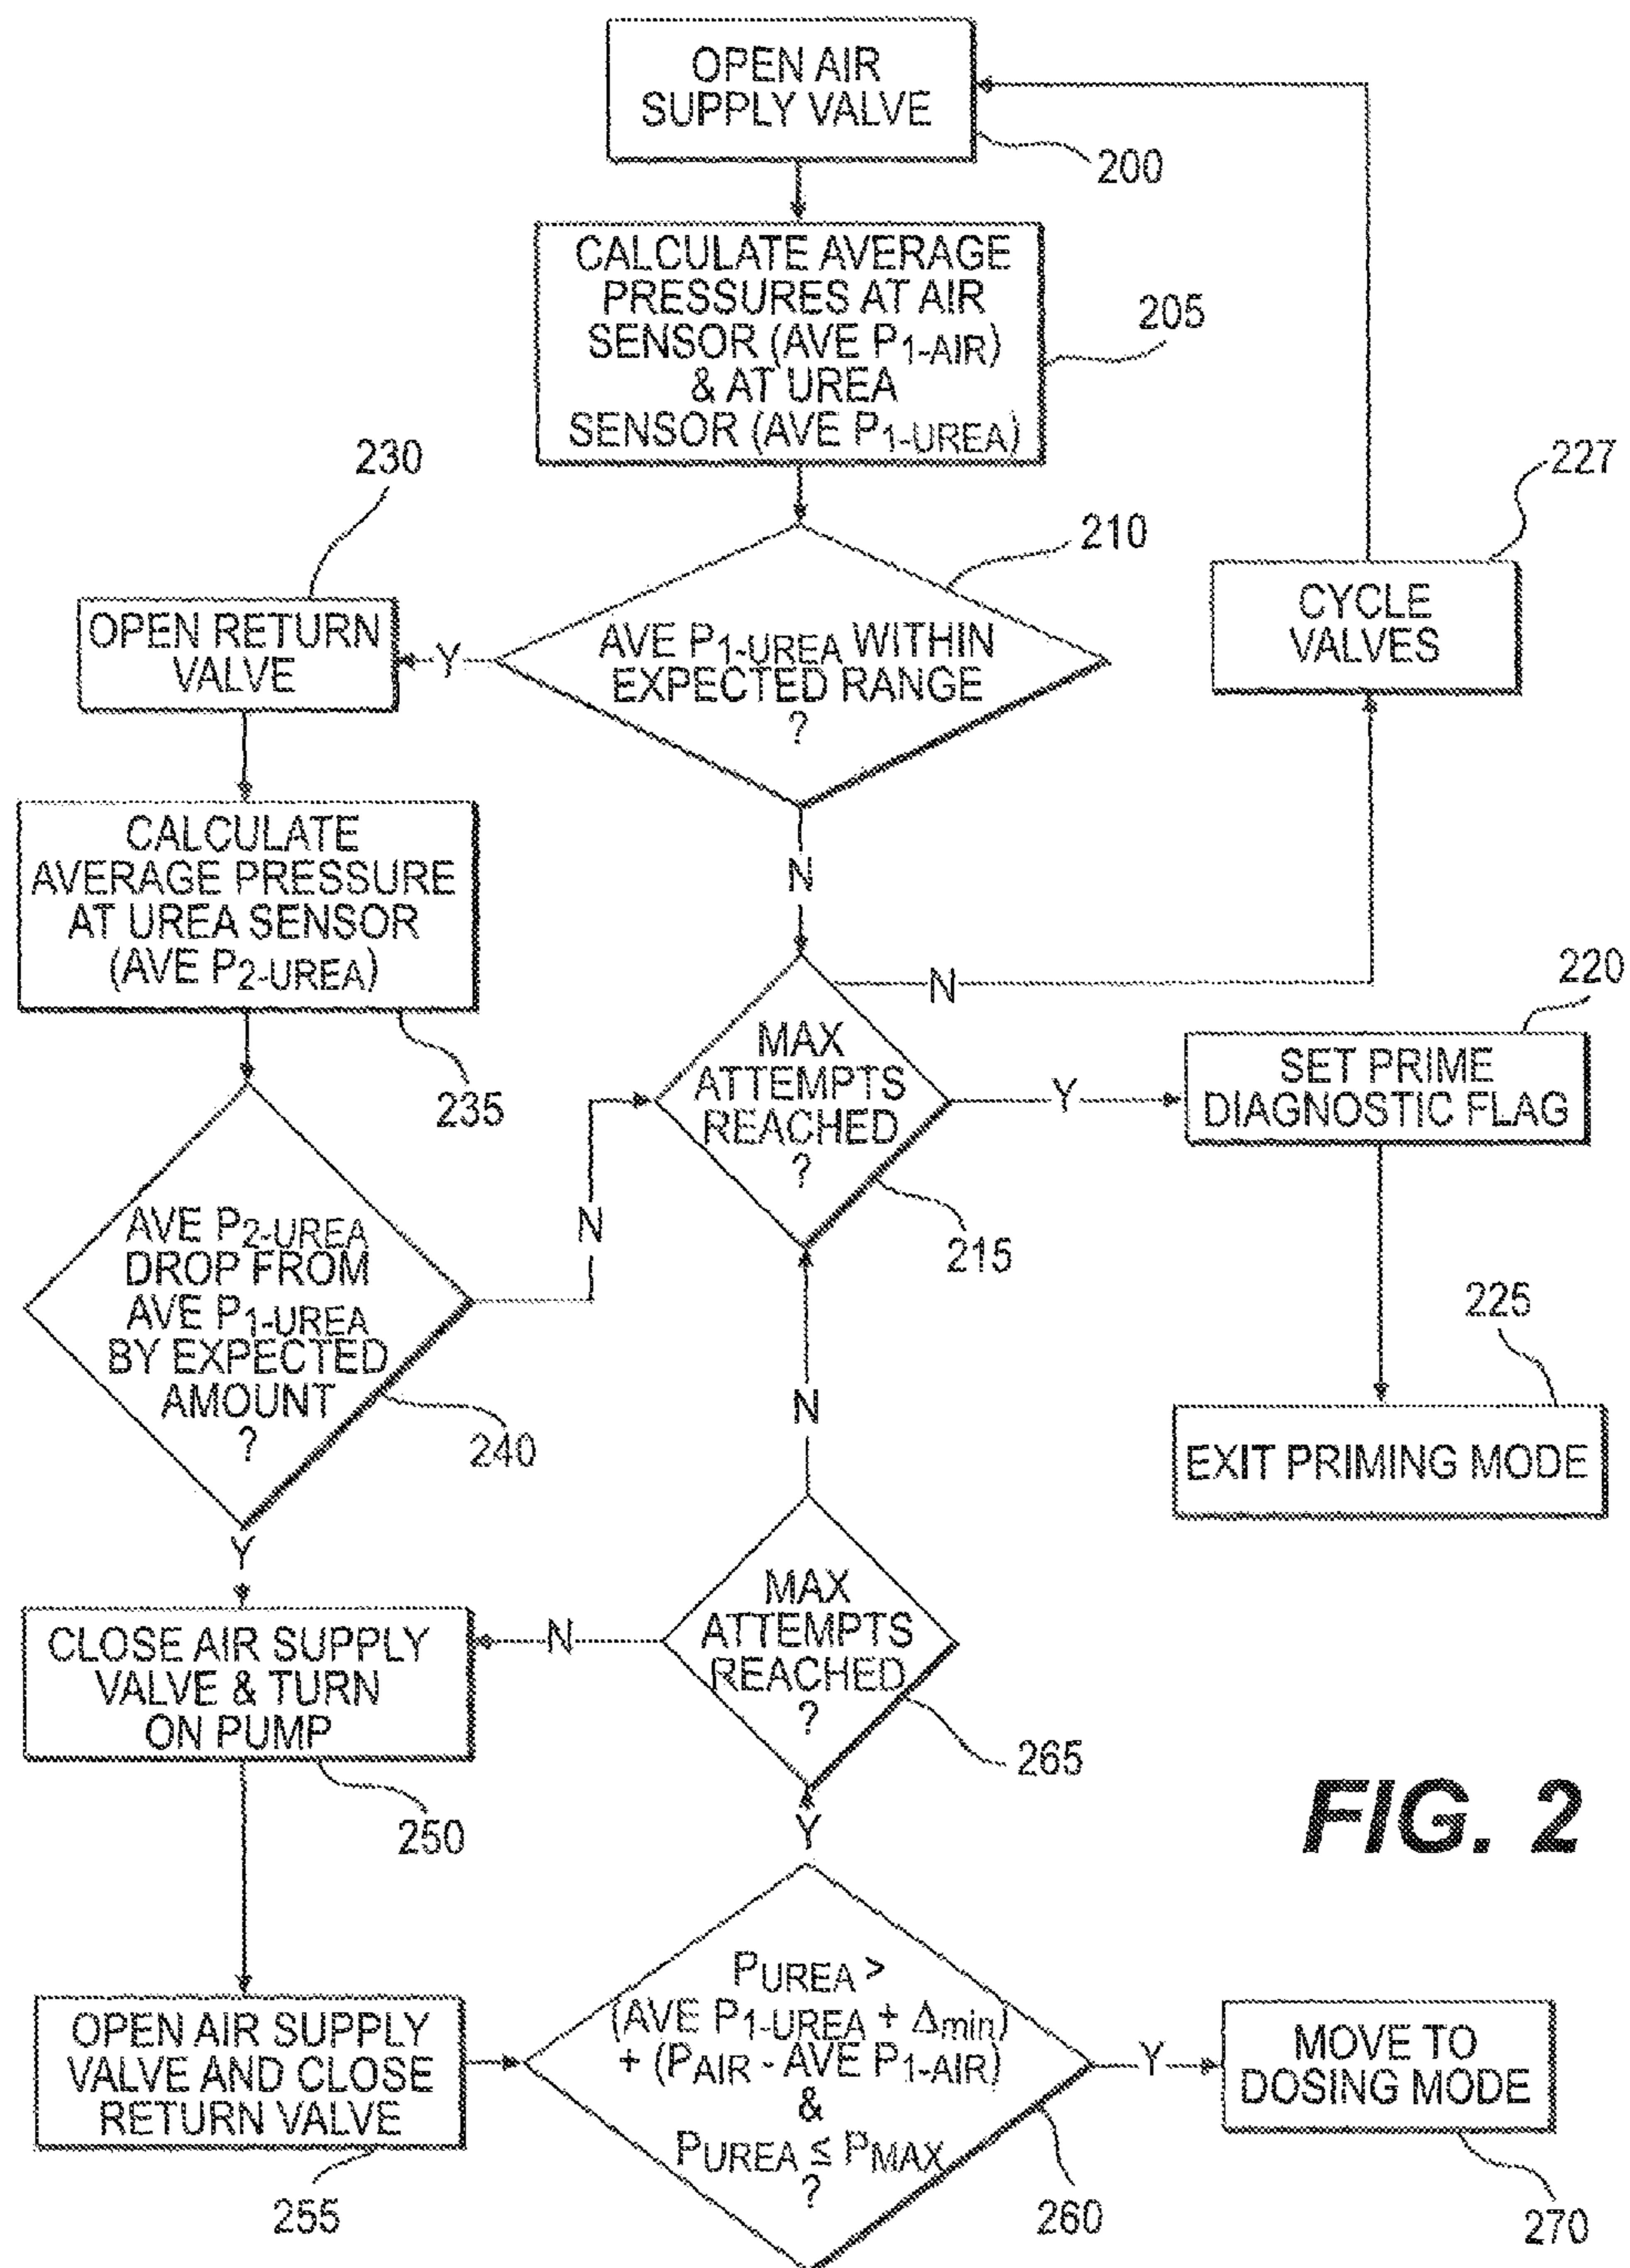 OPEN AIR
SUPPLY VALVE
200
CALCULATE AVERAGE
PRESSURES AT AIR
SENSOR (AVE P1-AIR)
& AT UREA
SENSOR (AVE P1-UREA)
205
210
AVE P1-UREA WITHIN
EXPECTED RANGE
?
Y
N
230
OPEN RETURN
VALVE
227
CYCLE
VALVES
CALCULATE
AVERAGE PRESSURE
AT UREA SENSOR
(AVE P2-UREA)
235
MAX
ATTEMPTS
REACHED
?
215
N
Y
220
SET PRIME
DIAGNOSTIC FLAG
225
EXIT PRIMING MODE
AVE P2-UREA
DROP FROM
AVE P1-UREA
BY EXPECTED
AMOUNT
?
240
N
Y
CLOSE AIR SUPPLY
VALVE & TURN
ON PUMP
250
N
N
MAX
ATTEMPTS
REACHED
?
265
Y
OPEN AIR SUPPLY
VALVE AND CLOSE
RETURN VALVE
255
PUREA >
(AVE P1-UREA + Δmin)
+ (PAIR - AVE P1-AIR)
&
PUREA ≤ PMAX
?
260
Y
MOVE TO
DOSING MODE
270
FIG. 2